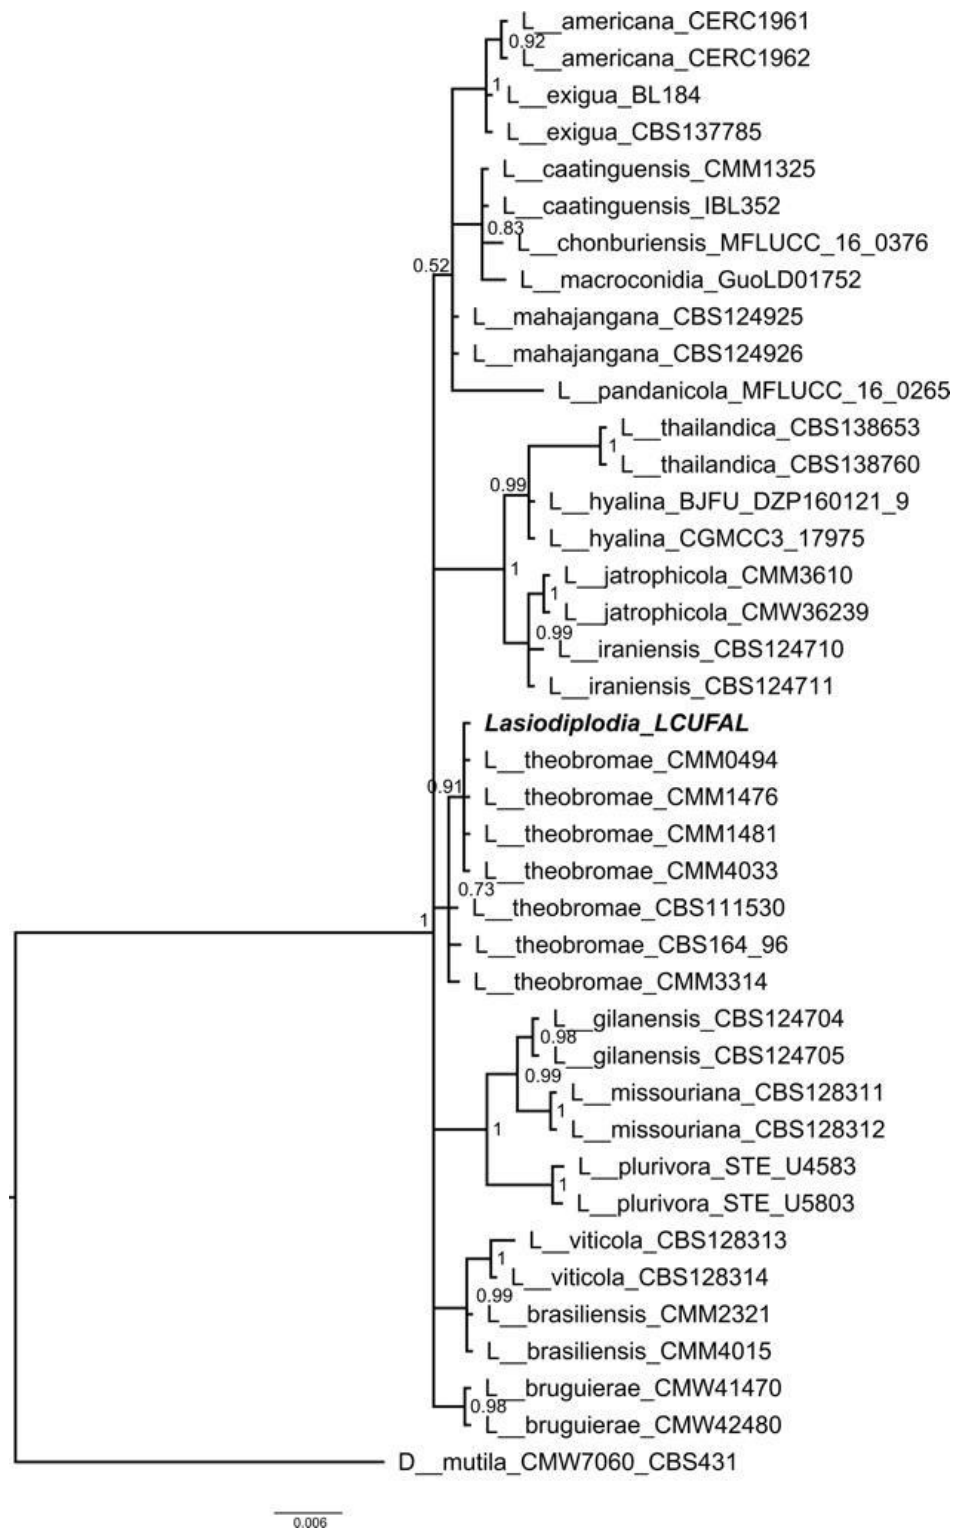 L__americana_CERC1961
0.92
L__americana_CERC1962
1
L__exigua_BL184
L__exigua_CBS137785
L__caatinguensis_CMM1325
L__caatinguensis_IBL352
0.83
L__chonburiensis_MFLUCC_16_0376
0.52
L__macroconidia_GuoLD01752
L__mahajangana_CBS124925
L__mahajangana_CBS124926
L__pandanicola_MFLUCC_16_0265
L__thailandica_CBS138653
1
L__thailandica_CBS138760
0.99
L__hyalina_BJFU_DZP160121_9
L__hyalina_CGMCC3_17975
1
L__jatrophicola_CMM3610
1
L__jatrophicola_CMW36239
0.99
L__iraniensis_CBS124710
L__iraniensis_CBS124711
Lasiodiplodia_LCUFAL
L__theobromae_CMM0494
0.91
L__theobromae_CMM1476
L__theobromae_CMM1481
L__theobromae_CMM4033
0.73
L__theobromae_CBS111530
1
L__theobromae_CBS164_96
L__theobromae_CMM3314
L__gilanensis_CBS124704
0.98
L__gilanensis_CBS124705
0.99
L__missouriana_CBS128311
1
L__missouriana_CBS128312
1
L__plurivora_STE_U4583
1
L__plurivora_STE_U5803
L__viticola_CBS128313
1
L__viticola_CBS128314
0.99
L__brasiliensis_CMM2321
L__brasiliensis_CMM4015
L__bruguierae_CMW41470
0.98
L__bruguierae_CMW42480
D__mutila_CMW7060_CBS431
0.006